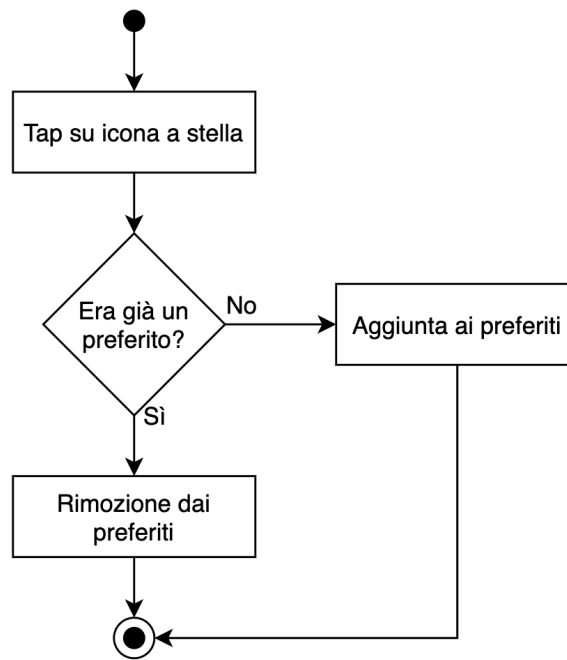 Tap su icona a stella
Era già un
preferito?
No
Aggiunta ai preferiti
Sì
Rimozione dai
preferiti